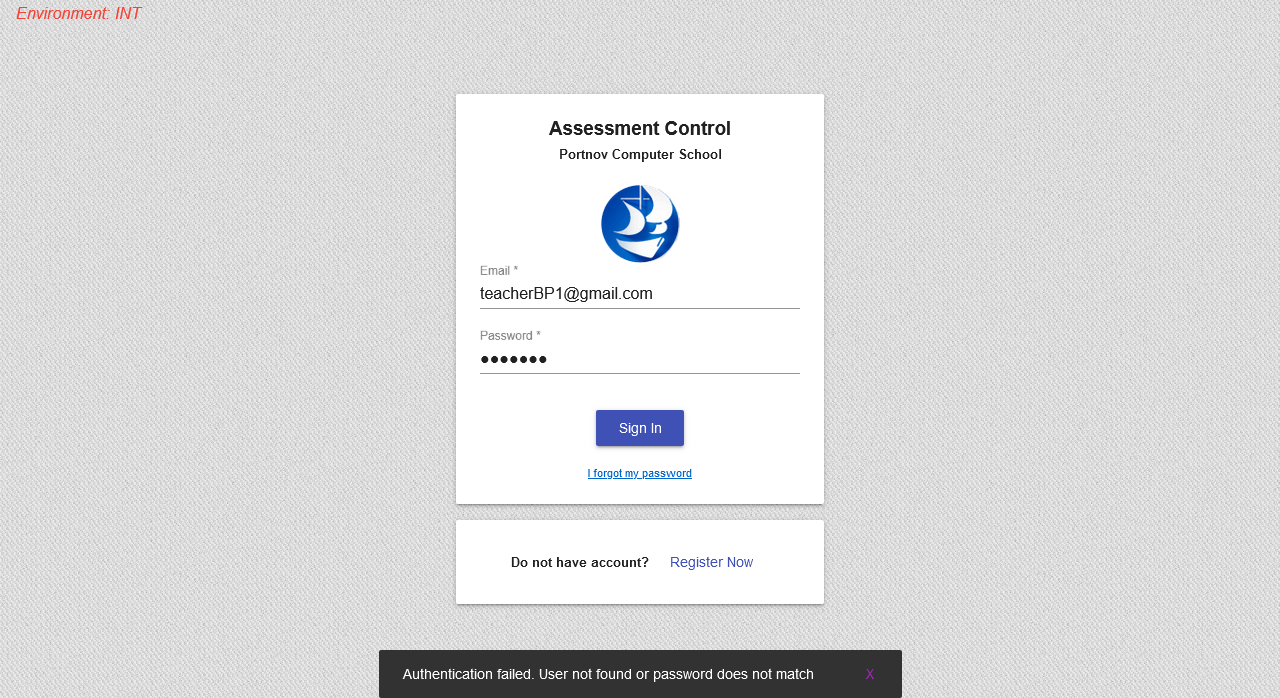 Environment: INT
Assessment Control
Portnov Computer School
Email *
teacherBP1@gmail.com
Password *
●●●●●●●
Sign In
I forgot my password
Do not have account? Register Now
Authentication failed. User not found or password does not match X